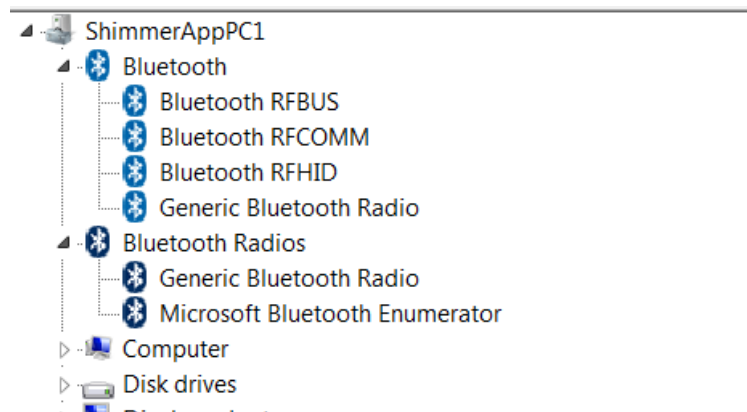 ShimmerAppPC1
Bluetooth
Bluetooth RFBUS
Bluetooth RFCOMM
Bluetooth RFHID
Generic Bluetooth Radio
Bluetooth Radios
Generic Bluetooth Radio
Microsoft Bluetooth Enumerator
Computer
Disk drives